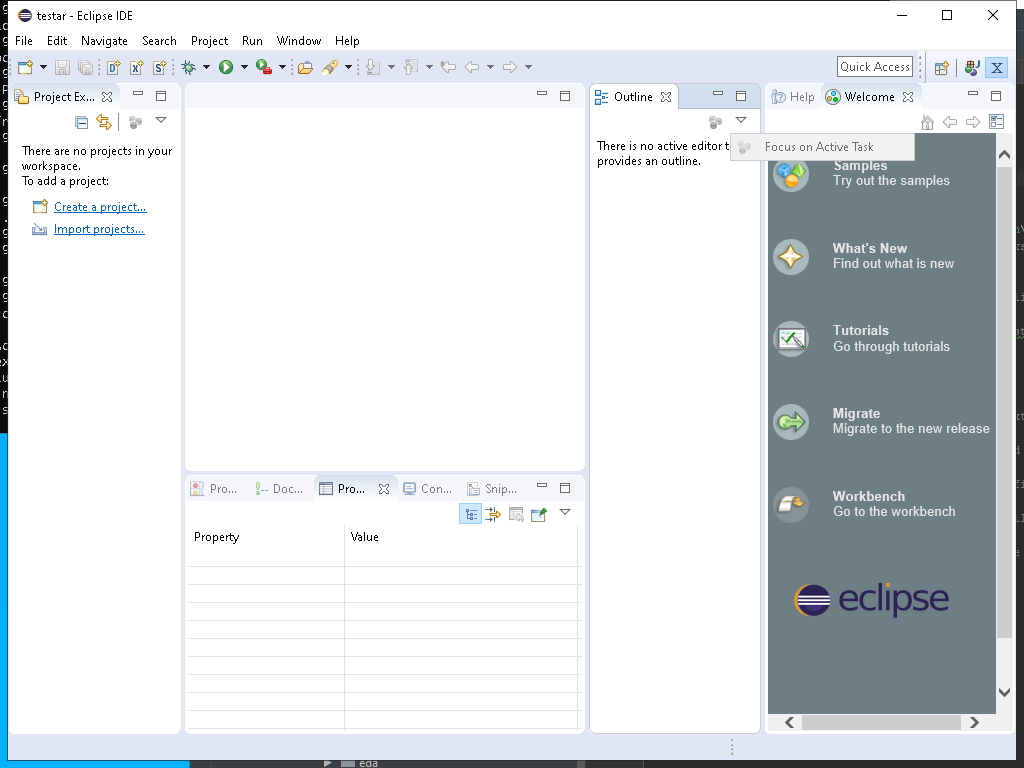 testar - Eclipse IDE
File Edit Navigate Search Project Run Window Help
Quick Access
Project Ex...
There are no projects in your
workspace.
To add a project:
Create a project...
Import projects...
Outline
There is no active editor t
provides an outline.
Focus on Active Task
Help Welcome
Samples
Try out the samples
What's New
Find out what is new
Tutorials
Go through tutorials
Migrate
Migrate to the new release
Workbench
Go to the workbench
eclipse
Pro... Doc... Pro... Con... Snip...
Property Value
eda